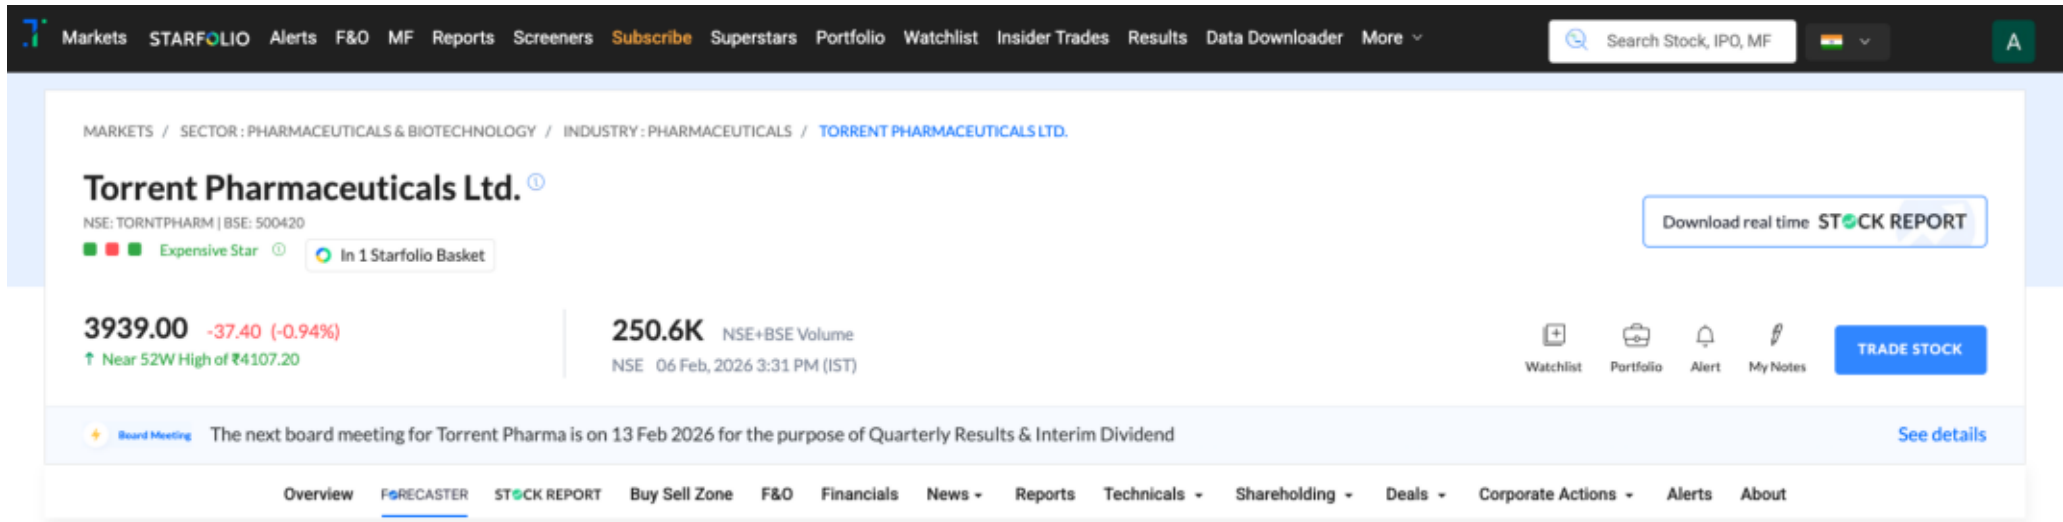 Markets STARFOLIO Alerts F&O MF Reports Screeners Subscribe Superstars Portfolio Watchlist Insider Trades Results Data Downloader More Search Stock, IPO, MF A
MARKETS / SECTOR : PHARMACEUTICALS & BIOTECHNOLOGY / INDUSTRY : PHARMACEUTICALS / TORRENT PHARMACEUTICALS LTD.
Torrent Pharmaceuticals Ltd.
NSE: TORNTPHARM | BSE: 500420
Expensive Star In 1 Starfolio Basket
Download real time STOCK REPORT
3939.00 -37.40 (-0.94%)
Near 52W High of ₹4107.20
250.6K NSE+BSE Volume
NSE 06 Feb, 2026 3:31 PM (IST)
Watchlist Portfolio Alert My Notes TRADE STOCK
Board Meeting The next board meeting for Torrent Pharma is on 13 Feb 2026 for the purpose of Quarterly Results & Interim Dividend See details
Overview FORECASTER STOCK REPORT Buy Sell Zone F&O Financials News Reports Technicals Shareholding Deals Corporate Actions Alerts About